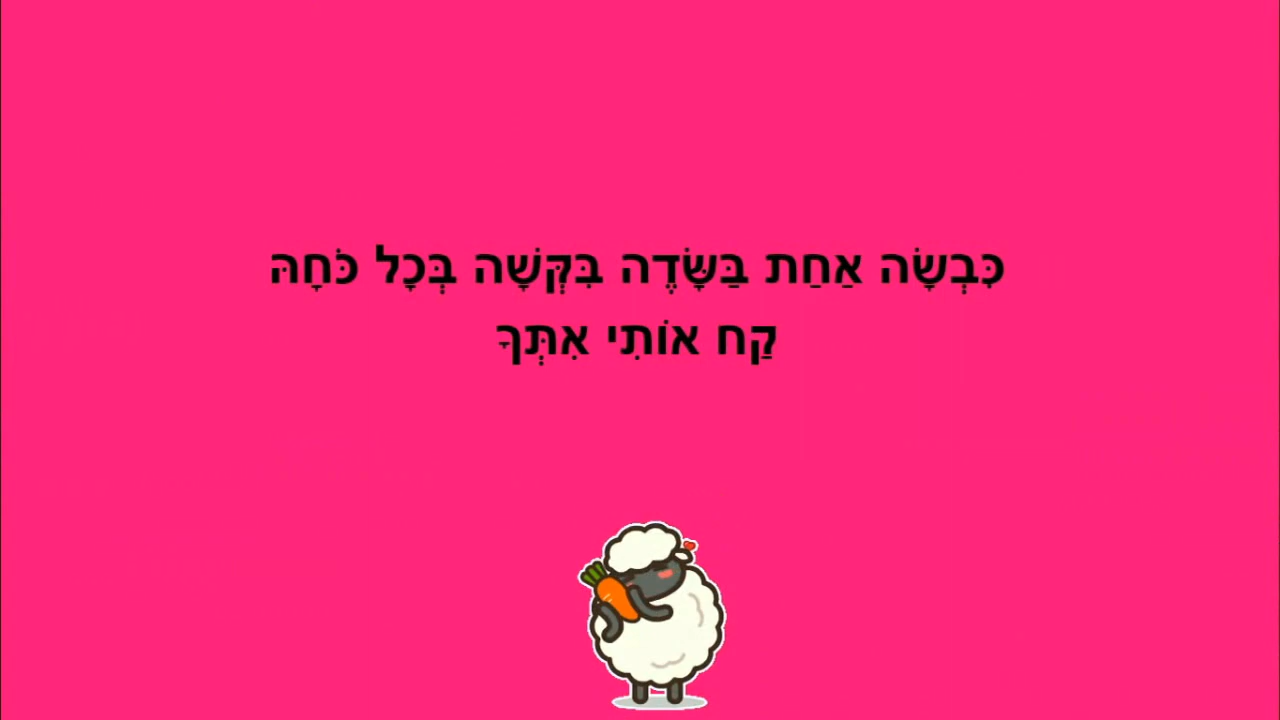 כִּבְשָׂה אַחַת בַּשָּׂדֶה בִּקְּשָׁה בְּכָל כֹּחָהּ
קַח אוֹתִי אִתְּךָ